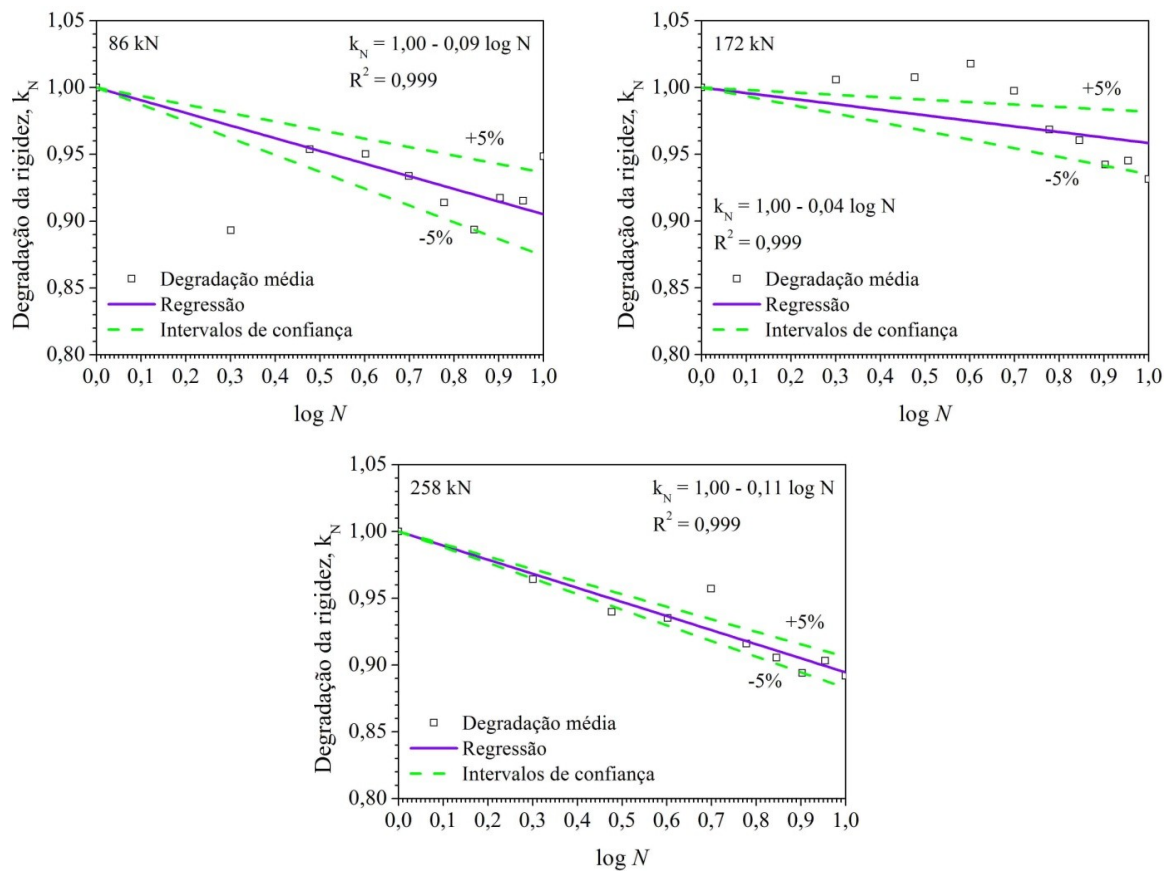 86 kN
k_N = 1,00 - 0,09 log N
R² = 0,999
+5%
-5%
Degradação média
Regressão
Intervalos de confiança
Degradação da rigidez, k_N
1,05
1,00
0,95
0,90
0,85
0,80
0,0 0,1 0,2 0,3 0,4 0,5 0,6 0,7 0,8 0,9 1,0
log N
172 kN
+5%
-5%
k_N = 1,00 - 0,04 log N
R² = 0,999
Degradação média
Regressão
Intervalos de confiança
Degradação da rigidez, k_N
1,05
1,00
0,95
0,90
0,85
0,80
0,0 0,1 0,2 0,3 0,4 0,5 0,6 0,7 0,8 0,9 1,0
log N
258 kN
k_N = 1,00 - 0,11 log N
R² = 0,999
+5%
-5%
Degradação média
Regressão
Intervalos de confiança
Degradação da rigidez, k_N
1,05
1,00
0,95
0,90
0,85
0,80
0,0 0,1 0,2 0,3 0,4 0,5 0,6 0,7 0,8 0,9 1,0
log N